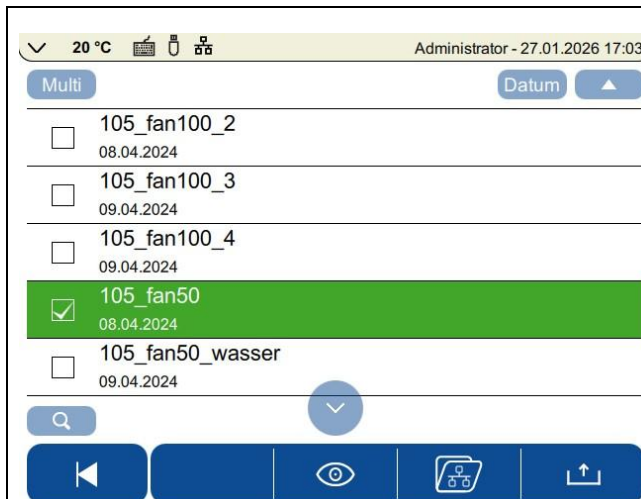 20 °C Administrator - 27.01.2026 17:03
Multi Datum
105_fan100_2
08.04.2024
105_fan100_3
09.04.2024
105_fan100_4
09.04.2024
105_fan50
08.04.2024
105_fan50_wasser
09.04.2024